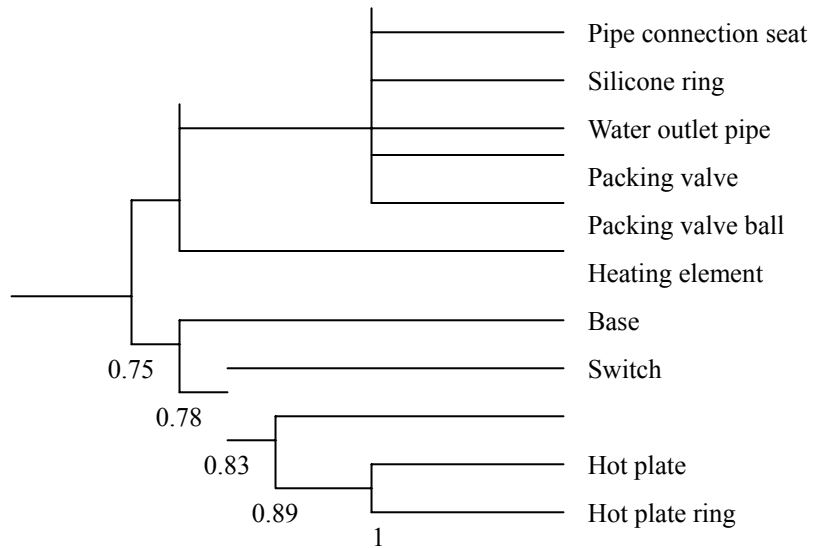 Pipe connection seat
Silicone ring
Water outlet pipe
Packing valve
Packing valve ball
Heating element
Base
0.75
Switch
0.78
0.83
Hot plate
0.89
Hot plate ring
1